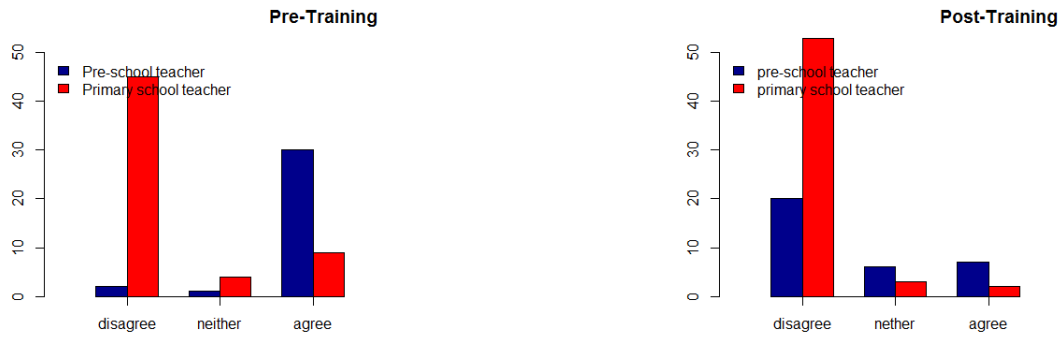 Pre-Training
50
40
30
20
10
0
Pre-school teacher
Primary school teacher
disagree neither agree
Post-Training
50
40
30
20
10
0
pre-school teacher
primary school teacher
disagree nether agree